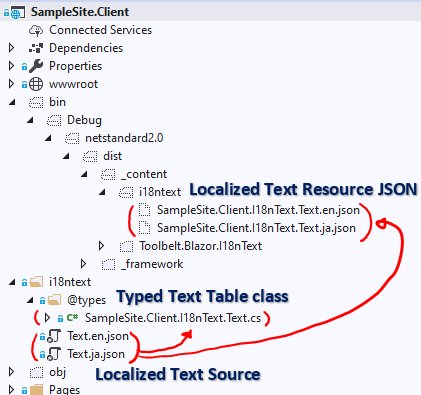 SampleSite.Client
Connected Services
Dependencies
Properties
wwwroot
bin
Debug
netstandard2.0
dist
_content
i18ntext Localized Text Resource JSON
SampleSite.Client.I18nText.Text.en.json
SampleSite.Client.I18nText.Text.ja.json
Toolbelt.Blazor.I18nText
_framework
i18ntext
@types Typed Text Table class
C# SampleSite.Client.I18nText.Text.cs
Text.en.json
Text.ja.json
obj Localized Text Source
Pages